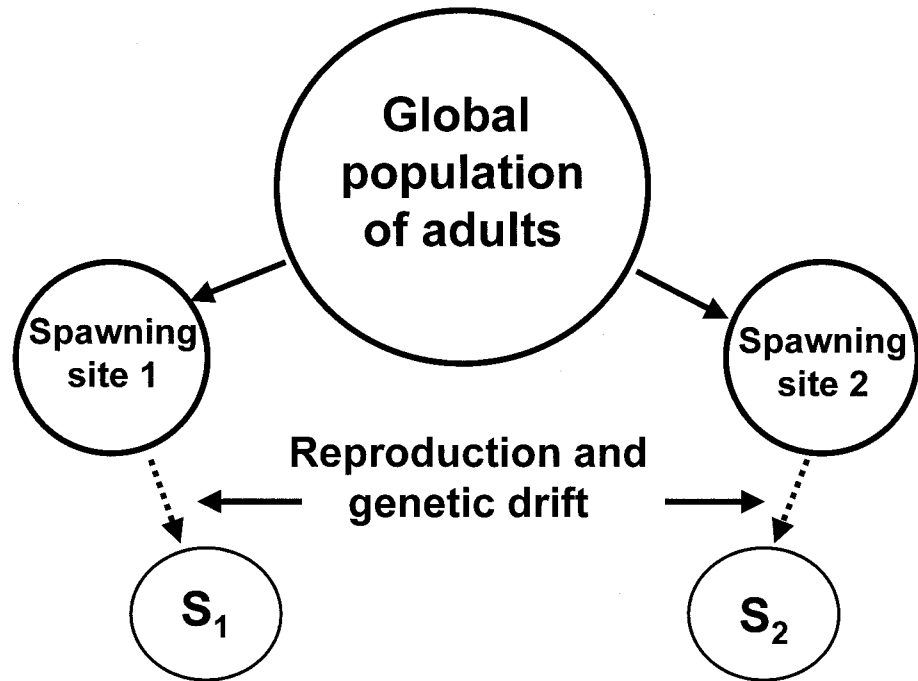 Global
population
of adults
Spawning
site 1
Spawning
site 2
Reproduction and
genetic drift
S₁
S₂